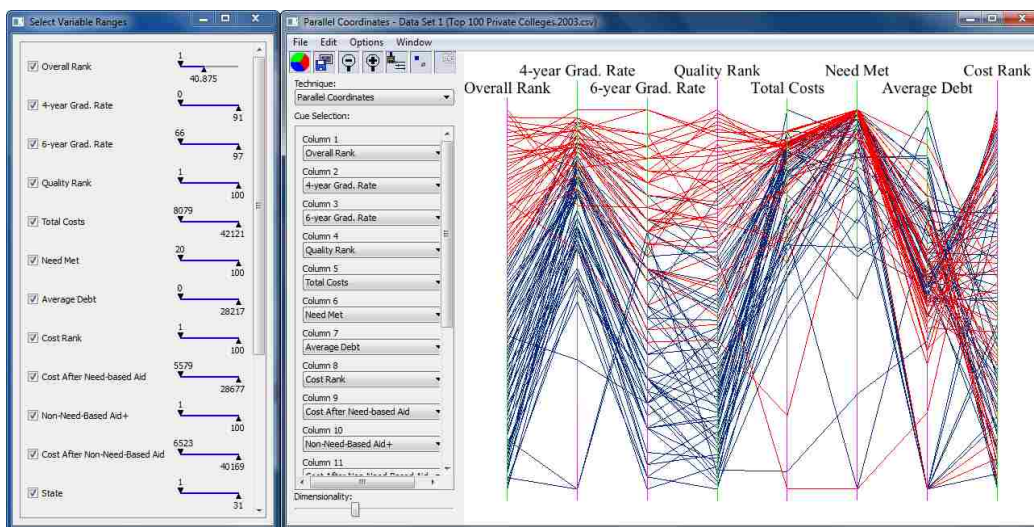 Select Variable Ranges
Overall Rank
1
40.875
4-year Grad. Rate
0
91
6-year Grad. Rate
66
97
Quality Rank
1
100
Total Costs
8079
42121
Need Met
20
100
Average Debt
0
28217
Cost Rank
1
100
Cost After Need-based Aid
5579
28677
Non-Need-Based Aid+
1
100
Cost After Non-Need-Based Aid
6523
40169
State
1
31
Parallel Coordinates - Data Set 1 (Top 100 Private Colleges.2003.csv)
File Edit Options Window
Technique:
Parallel Coordinates
Cue Selection:
Column 1
Overall Rank
Column 2
4-year Grad. Rate
Column 3
6-year Grad. Rate
Column 4
Quality Rank
Column 5
Total Costs
Column 6
Need Met
Column 7
Average Debt
Column 8
Cost Rank
Column 9
Cost After Need-based Aid
Column 10
Non-Need-Based Aid+
Column 11
Dimensionality:
4-year Grad. Rate Quality Rank Need Met Cost Rank
Overall Rank 6-year Grad. Rate Total Costs Average Debt